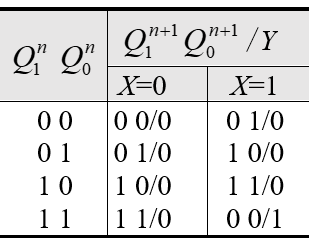 Q₁ⁿ Q₀ⁿ Q₁ⁿ⁺¹ Q₀ⁿ⁺¹ / Y
X=0 X=1
0 0 0 0/0 0 1/0
0 1 0 1/0 1 0/0
1 0 1 0/0 1 1/0
1 1 1 1/0 0 0/1